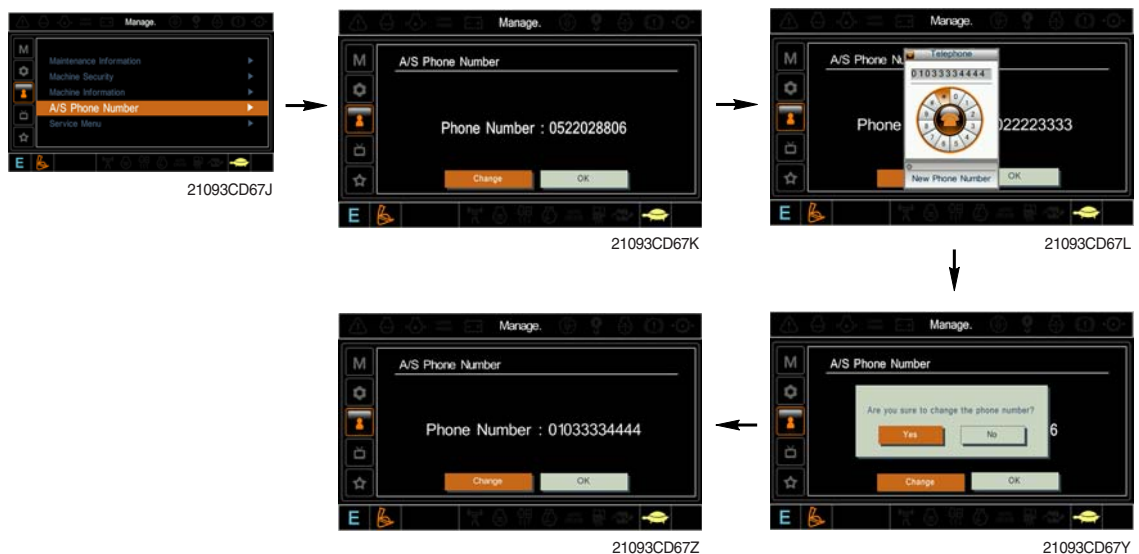 Manage.
M
Maintenance Information
Machine Security
Machine Information
A/S Phone Number
Service Menu
E
21093CD67J
Manage.
M
A/S Phone Number
Phone Number : 0522028806
Change
OK
E
21093CD67K
Manage.
M
A/S Phone Nu
Telephone
01033334444
Phone
022223333
New Phone Number
OK
E
21093CD67L
Manage.
M
A/S Phone Number
Phone Number : 01033334444
Change
OK
E
21093CD67Z
Manage.
M
A/S Phone Number
Are you sure to change the phone number?
Yes
No
6
Change
OK
E
21093CD67Y